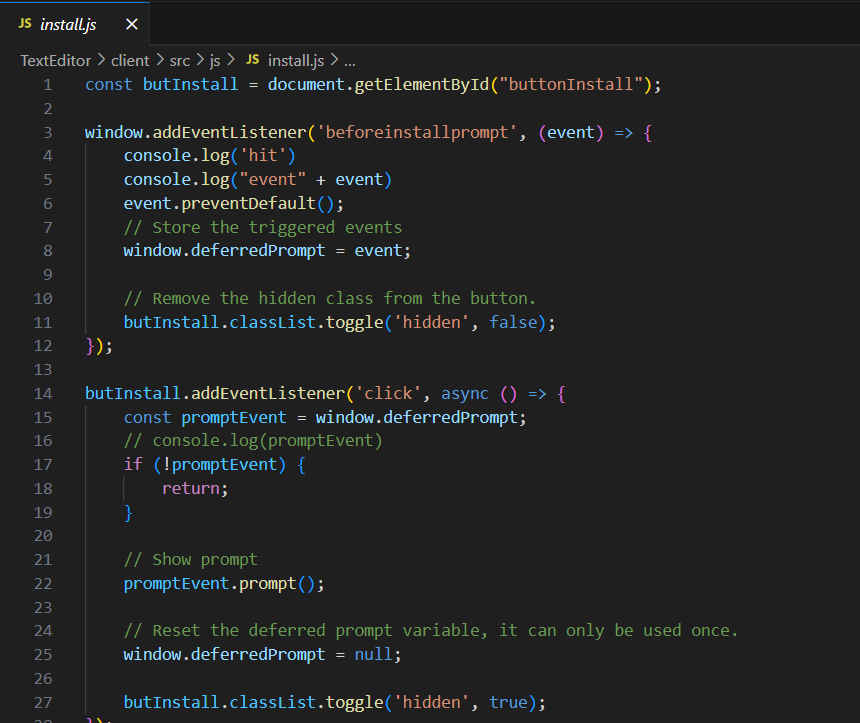 JS install.js ×
TextEditor > client > src > js > JS install.js > ...
1 const butInstall = document.getElementById("buttonInstall");
2
3 window.addEventListener('beforeinstallprompt', (event) => {
4     console.log('hit')
5     console.log("event" + event)
6     event.preventDefault();
7     // Store the triggered events
8     window.deferredPrompt = event;
9
10     // Remove the hidden class from the button.
11     butInstall.classList.toggle('hidden', false);
12 });
13
14 butInstall.addEventListener('click', async () => {
15     const promptEvent = window.deferredPrompt;
16     // console.log(promptEvent)
17     if (!promptEvent) {
18         return;
19     }
20
21     // Show prompt
22     promptEvent.prompt();
23
24     // Reset the deferred prompt variable, it can only be used once.
25     window.deferredPrompt = null;
26
27     butInstall.classList.toggle('hidden', true);
28 });